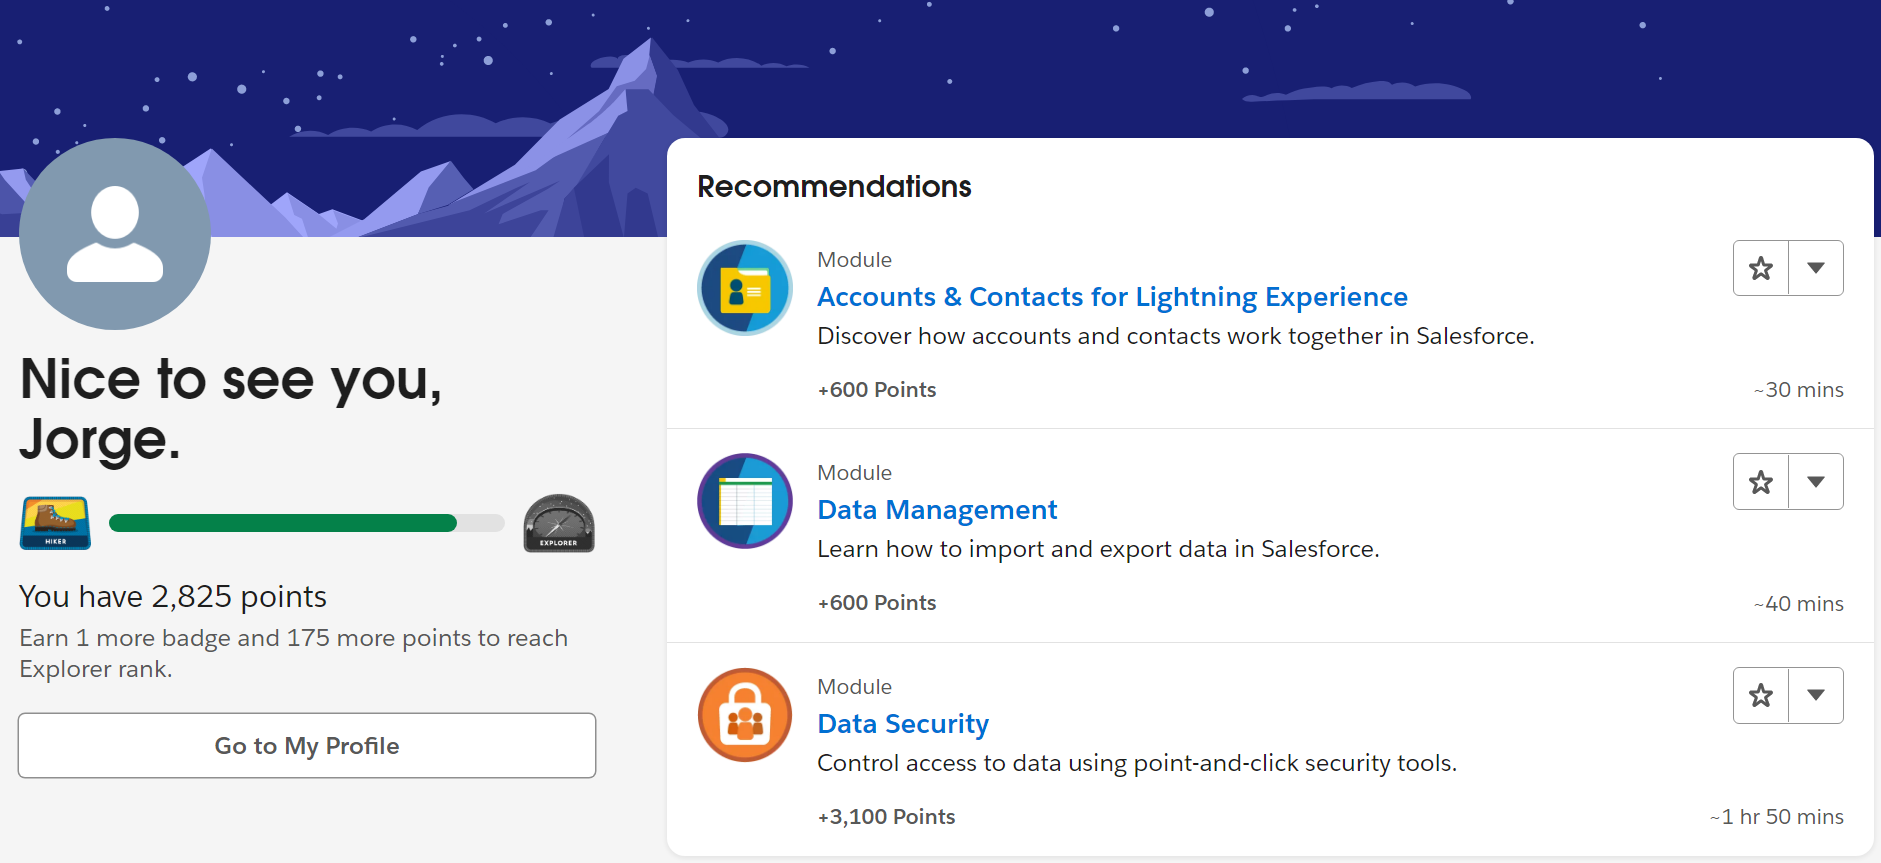 Nice to see you,
Jorge.
HIKER
EXPLORER
You have 2,825 points
Earn 1 more badge and 175 more points to reach
Explorer rank.
Go to My Profile
Recommendations
Module
Accounts & Contacts for Lightning Experience
Discover how accounts and contacts work together in Salesforce.
+600 Points
~30 mins
Module
Data Management
Learn how to import and export data in Salesforce.
+600 Points
~40 mins
Module
Data Security
Control access to data using point-and-click security tools.
+3,100 Points
~1 hr 50 mins